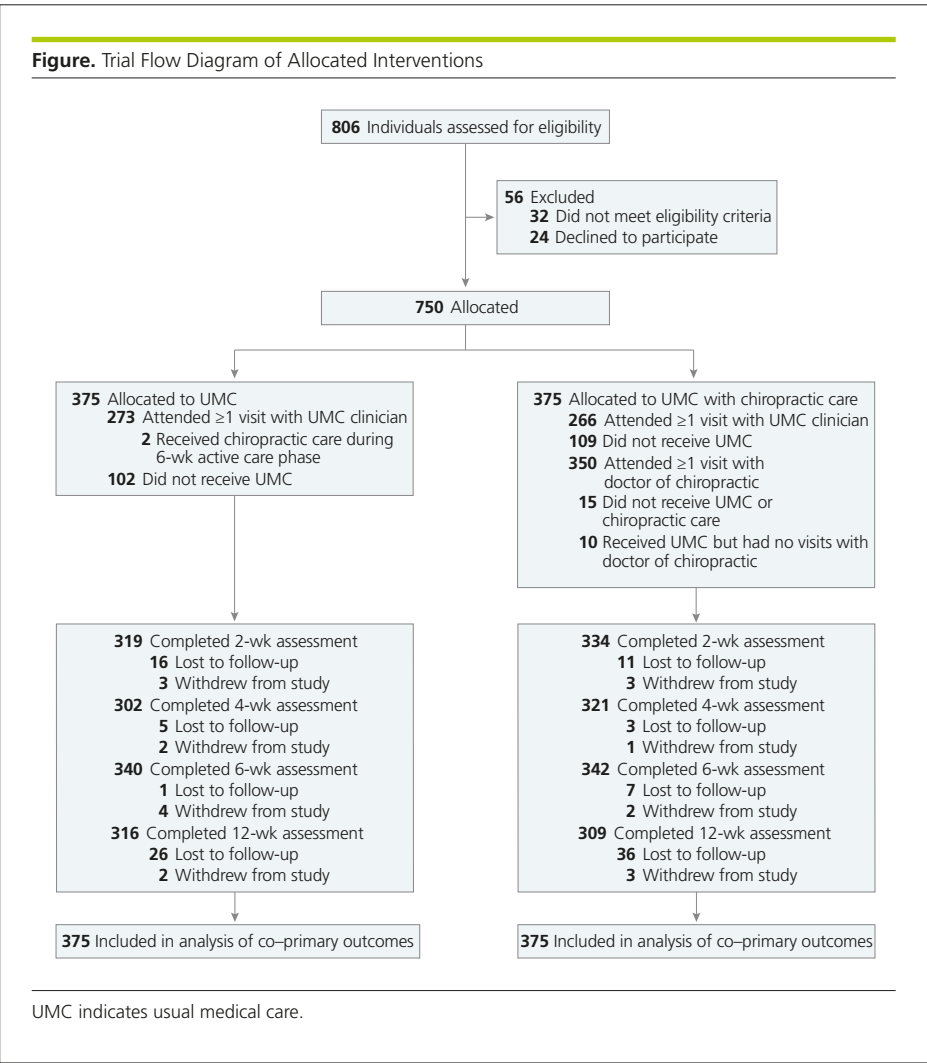 Figure. Trial Flow Diagram of Allocated Interventions
806 Individuals assessed for eligibility
56 Excluded
32 Did not meet eligibility criteria
24 Declined to participate
750 Allocated
375 Allocated to UMC
273 Attended ≥1 visit with UMC clinician
2 Received chiropractic care during
6-wk active care phase
102 Did not receive UMC
375 Allocated to UMC with chiropractic care
266 Attended ≥1 visit with UMC clinician
109 Did not receive UMC
350 Attended ≥1 visit with
doctor of chiropractic
15 Did not receive UMC or
chiropractic care
10 Received UMC but had no visits with
doctor of chiropractic
319 Completed 2-wk assessment
16 Lost to follow-up
3 Withdrew from study
302 Completed 4-wk assessment
5 Lost to follow-up
2 Withdrew from study
340 Completed 6-wk assessment
1 Lost to follow-up
4 Withdrew from study
316 Completed 12-wk assessment
26 Lost to follow-up
2 Withdrew from study
334 Completed 2-wk assessment
11 Lost to follow-up
3 Withdrew from study
321 Completed 4-wk assessment
3 Lost to follow-up
1 Withdrew from study
342 Completed 6-wk assessment
7 Lost to follow-up
2 Withdrew from study
309 Completed 12-wk assessment
36 Lost to follow-up
3 Withdrew from study
375 Included in analysis of co–primary outcomes
375 Included in analysis of co–primary outcomes
UMC indicates usual medical care.